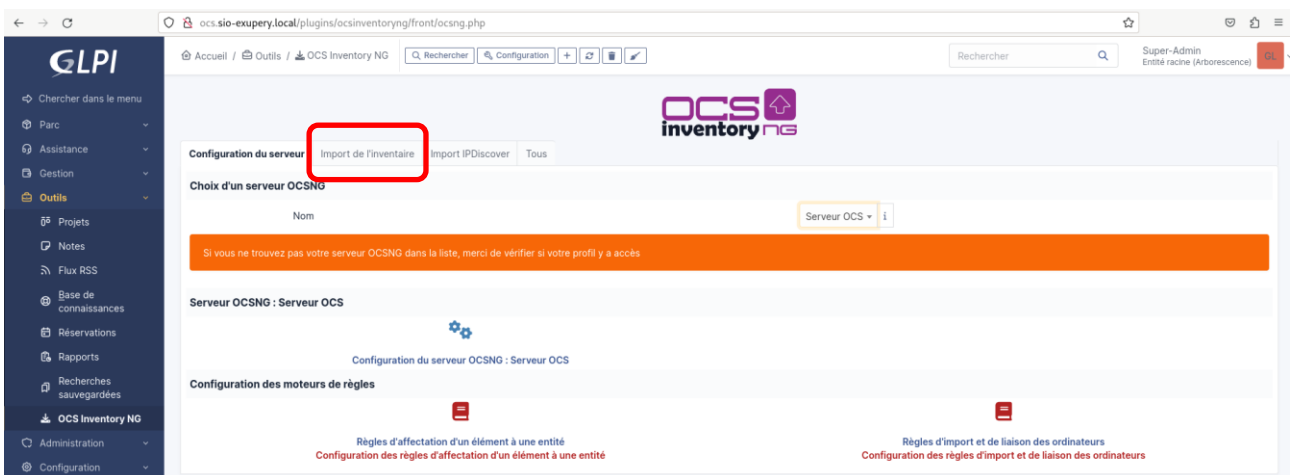 ocs.sio-exupery.local/plugins/ocsinventoryng/front/ocsng.php
GLPI
Accueil / Outils / OCS Inventory NG
Rechercher
Configuration
Rechercher
Super-Admin
Entité racine (Arborescence)
GL
Chercher dans le menu
Parc
Assistance
Gestion
Outils
Projets
Notes
Flux RSS
Base de
connaissances
Réservations
Rapports
Recherches
sauvegardées
OCS Inventory NG
Administration
Configuration
OCS
inventory NG
Configuration du serveur
Import de l'inventaire
Import IPDiscover
Tous
Choix d'un serveur OCSNG
Nom
Serveur OCS
i
Si vous ne trouvez pas votre serveur OCSNG dans la liste, merci de vérifier si votre profil y a accès
Serveur OCSNG : Serveur OCS
Configuration du serveur OCSNG : Serveur OCS
Configuration des moteurs de règles
Règles d'affectation d'un élément à une entité
Configuration des règles d'affectation d'un élément à une entité
Règles d'import et de liaison des ordinateurs
Configuration des règles d'import et de liaison des ordinateurs